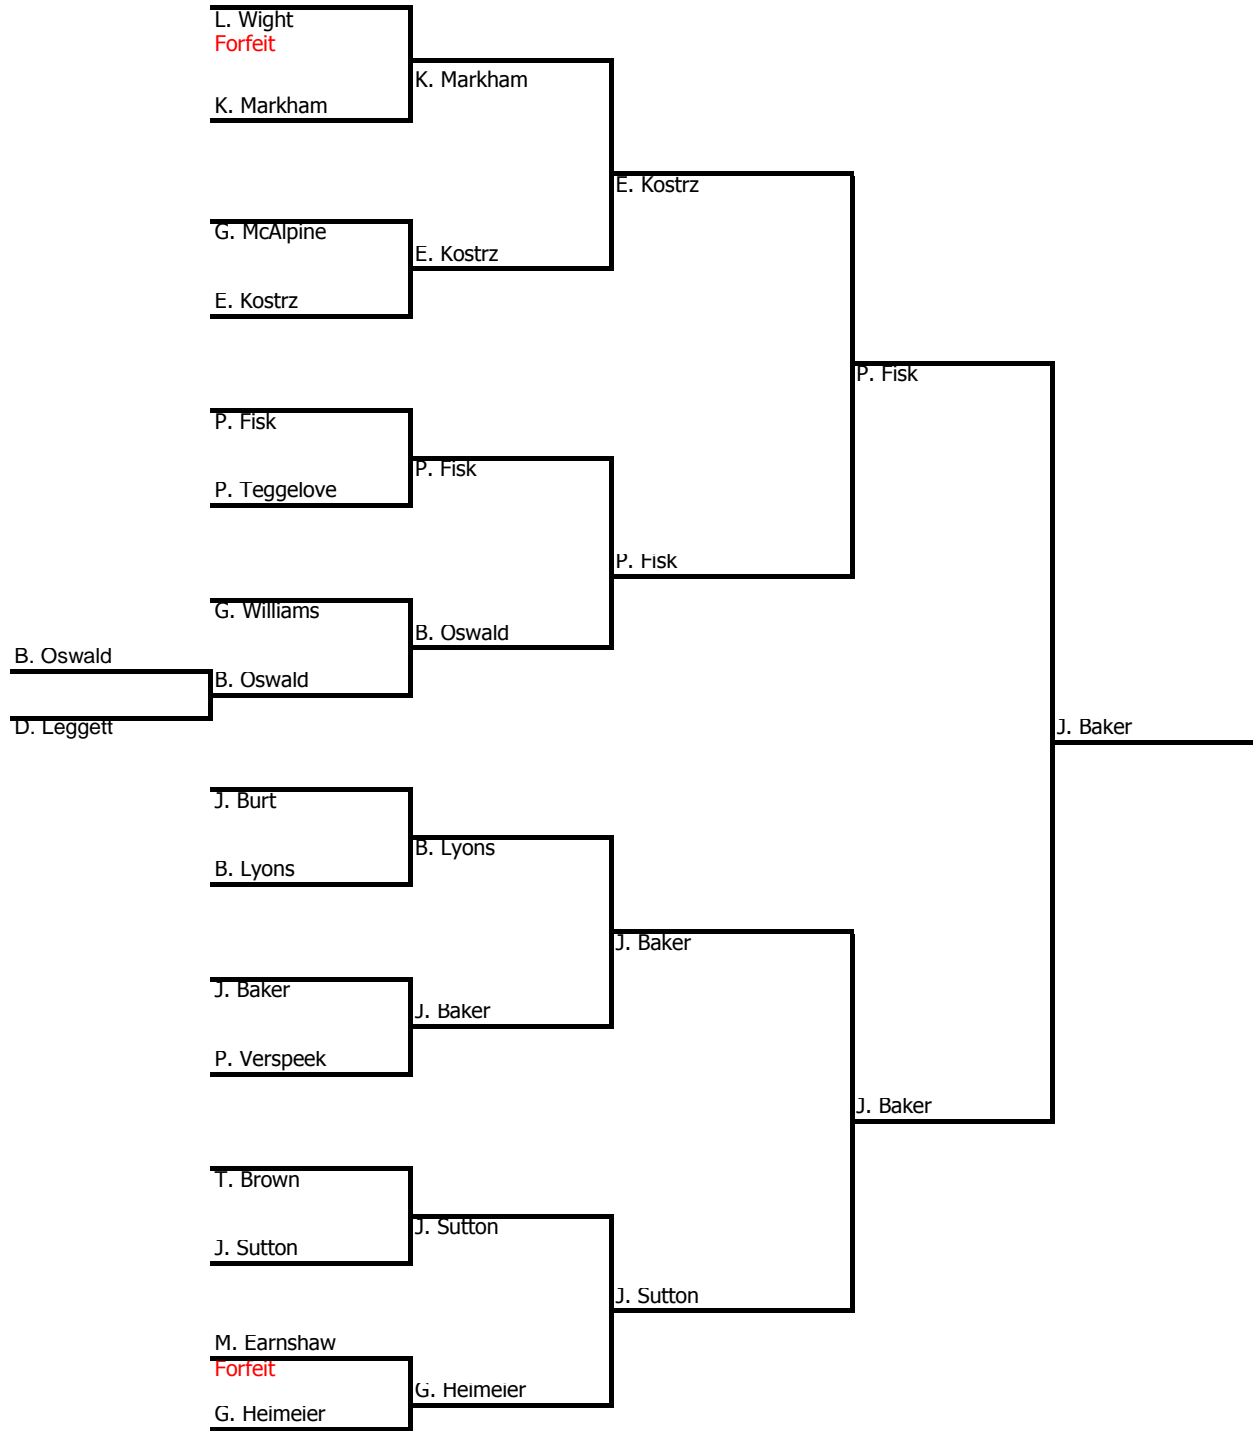 L. Wight
Forfeit
K. Markham
K. Markham
E. Kostrz
G. McAlpine
E. Kostrz
E. Kostrz
P. Fisk
P. Fisk
P. Fisk
P. Teggelove
P. Fisk
G. Williams
B. Oswald
B. Oswald
B. Oswald
D. Leggett
J. Baker
J. Burt
B. Lyons
B. Lyons
J. Baker
J. Baker
J. Baker
P. Verspeek
J. Baker
T. Brown
J. Sutton
J. Sutton
J. Sutton
M. Earnshaw
Forfeit
G. Heimeier
G. Heimeier